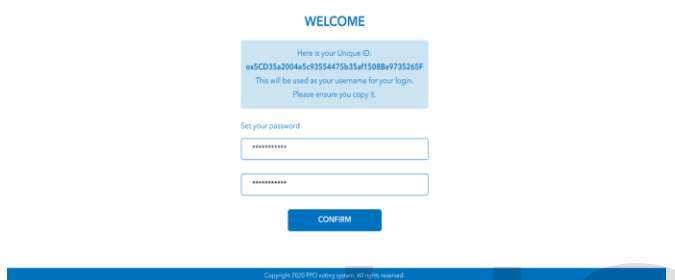 WELCOME
Here is your Unique ID:
ox5CD35a2004e5c93554475b35af15088e9735265F
This will be used as your username for your login.
Please ensure you copy it.
Set your password
***********
***********
CONFIRM
Copyright 2020 PPO voting system. All rights reserved.